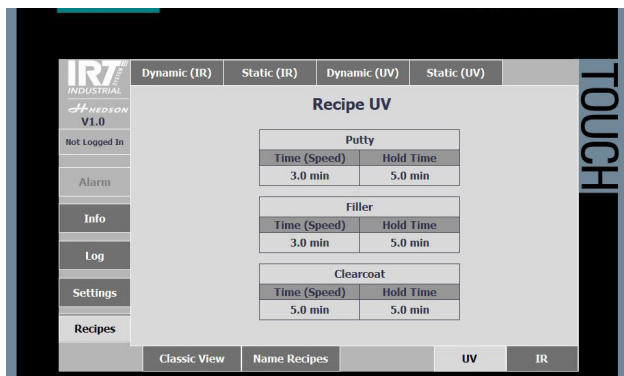 IRT SYSTEM
INDUSTRIAL
HEDSON
V1.0
Not Logged In
Alarm
Info
Log
Settings
Recipes
Dynamic (IR) Static (IR) Dynamic (UV) Static (UV)
Recipe UV
Putty
Time (Speed) Hold Time
3.0 min 5.0 min
Filler
Time (Speed) Hold Time
3.0 min 5.0 min
Clearcoat
Time (Speed) Hold Time
5.0 min 5.0 min
Classic View Name Recipes UV IR
TOUCH